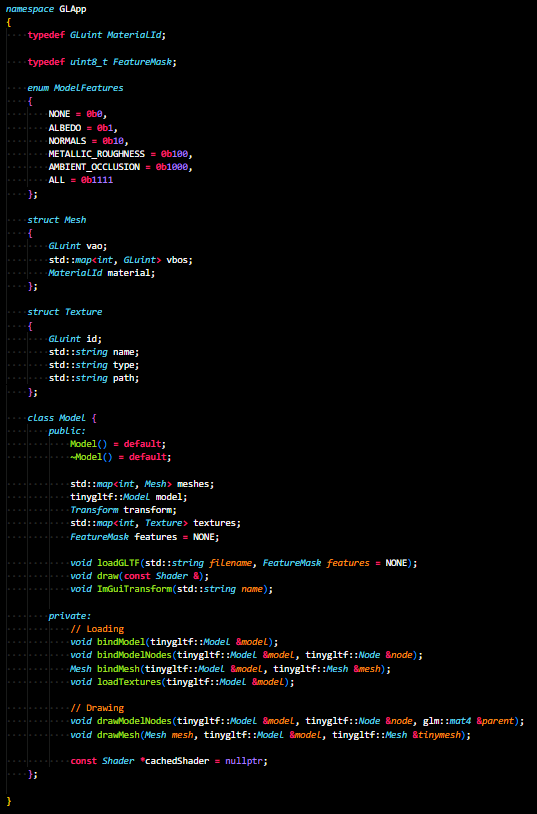 namespace GLApp
{
    typedef GLuint MaterialId;

    typedef uint8_t FeatureMask;

    enum ModelFeatures
    {
        NONE = 0b0,
        ALBEDO = 0b1,
        NORMALS = 0b10,
        METALLIC_ROUGHNESS = 0b100,
        AMBIENT_OCCLUSION = 0b1000,
        ALL = 0b1111
    };

    struct Mesh
    {
        GLuint vao;
        std::map<int, GLuint> vbos;
        MaterialId material;
    };

    struct Texture
    {
        GLuint id;
        std::string name;
        std::string type;
        std::string path;
    };

    class Model {
        public:
            Model() = default;
            ~Model() = default;

            std::map<int, Mesh> meshes;
            tinygltf::Model model;
            Transform transform;
            std::map<int, Texture> textures;
            FeatureMask features = NONE;

            void loadGLTF(std::string filename, FeatureMask features = NONE);
            void draw(const Shader &);
            void ImGuiTransform(std::string name);

        private:
            // Loading
            void bindModel(tinygltf::Model &model);
            void bindModelNodes(tinygltf::Model &model, tinygltf::Node &node);
            Mesh bindMesh(tinygltf::Model &model, tinygltf::Mesh &mesh);
            void loadTextures(tinygltf::Model &model);

            // Drawing
            void drawModelNodes(tinygltf::Model &model, tinygltf::Node &node, glm::mat4 &parent);
            void drawMesh(Mesh mesh, tinygltf::Model &model, tinygltf::Mesh &tinymesh);

            const Shader *cachedShader = nullptr;
    };

}